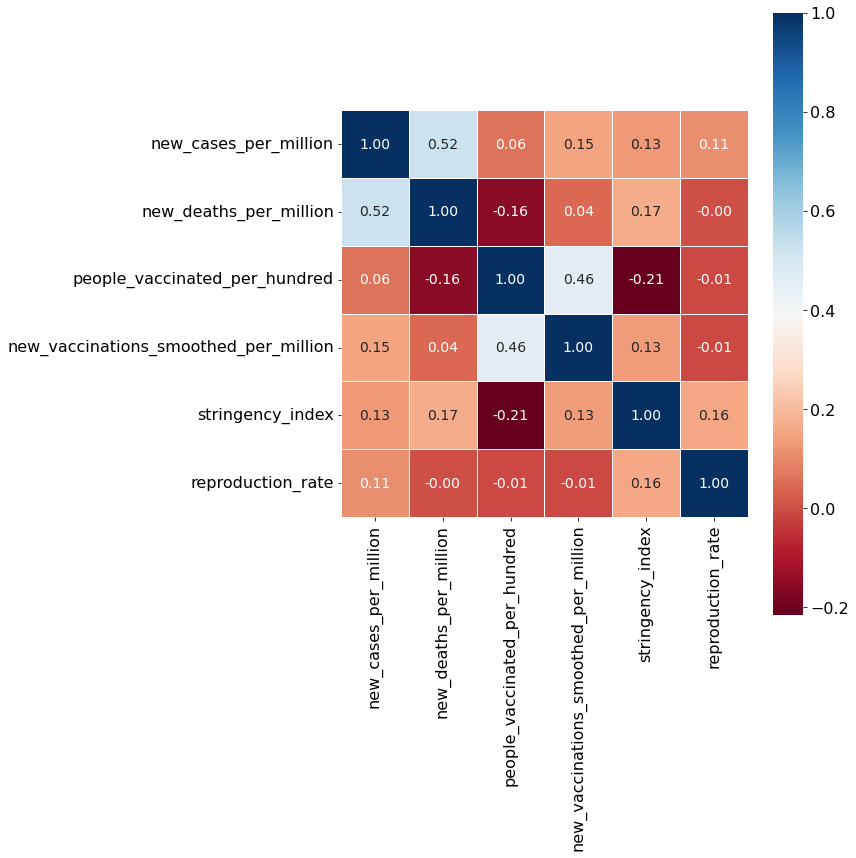 1.0
0.8
0.6
0.4
0.2
0.0
−0.2
new_cases_per_million 1.00 0.52 0.06 0.15 0.13 0.11
new_deaths_per_million 0.52 1.00 -0.16 0.04 0.17 -0.00
people_vaccinated_per_hundred 0.06 -0.16 1.00 0.46 -0.21 -0.01
new_vaccinations_smoothed_per_million 0.15 0.04 0.46 1.00 0.13 -0.01
stringency_index 0.13 0.17 -0.21 0.13 1.00 0.16
reproduction_rate 0.11 -0.00 -0.01 -0.01 0.16 1.00
new_cases_per_million
new_deaths_per_million
people_vaccinated_per_hundred
new_vaccinations_smoothed_per_million
stringency_index
reproduction_rate